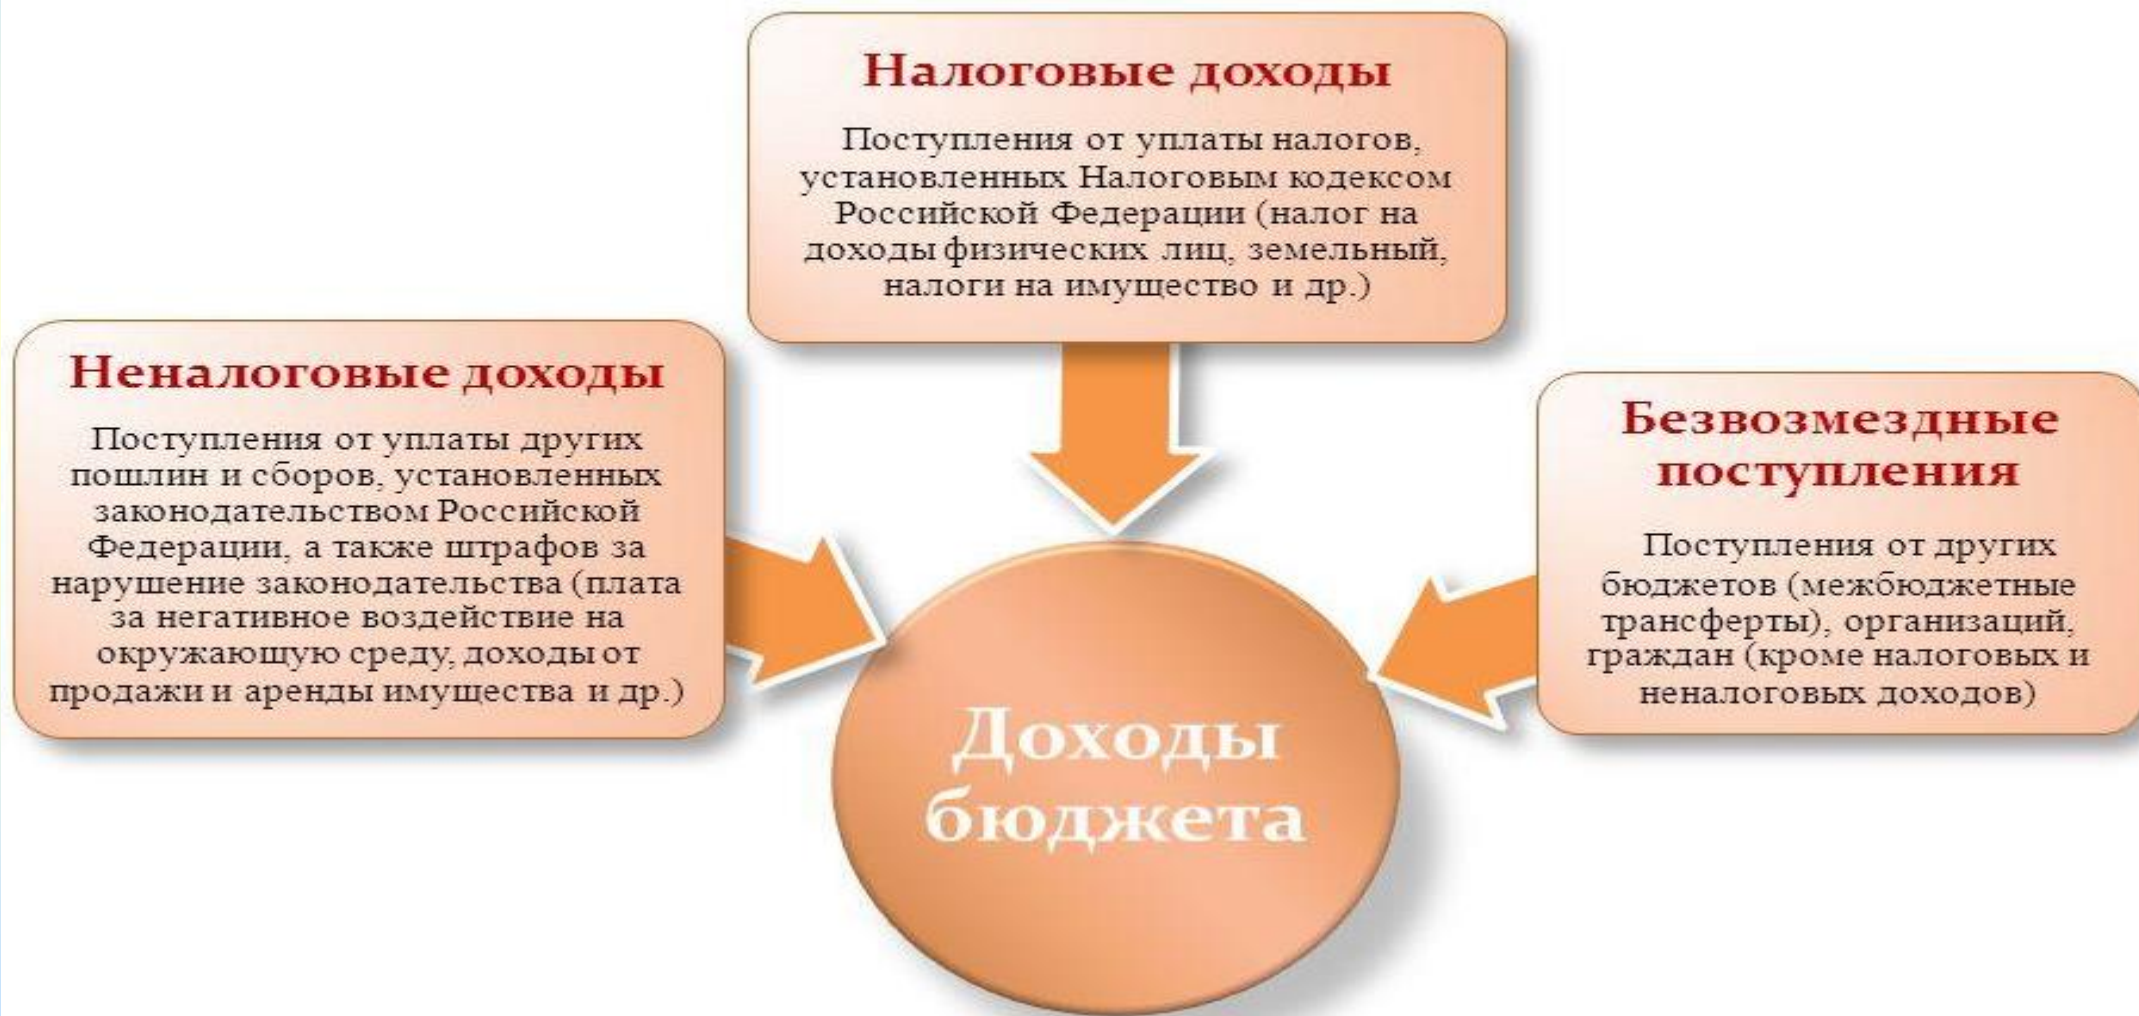 Налоговые доходы
Поступления от уплаты налогов,
установленных Налоговым кодексом
Российской Федерации (налог на
доходы физических лиц, земельный,
налоги на имущество и др.)
Неналоговые доходы
Поступления от уплаты других
пошлин и сборов, установленных
законодательством Российской
Федерации, а также штрафов за
нарушение законодательства (плата
за негативное воздействие на
окружающую среду, доходы от
продажи и аренды имущества и др.)
Безвозмездные
поступления
Поступления от других
бюджетов (межбюджетные
трансферты), организаций,
граждан (кроме налоговых и
неналоговых доходов)
Доходы
бюджета